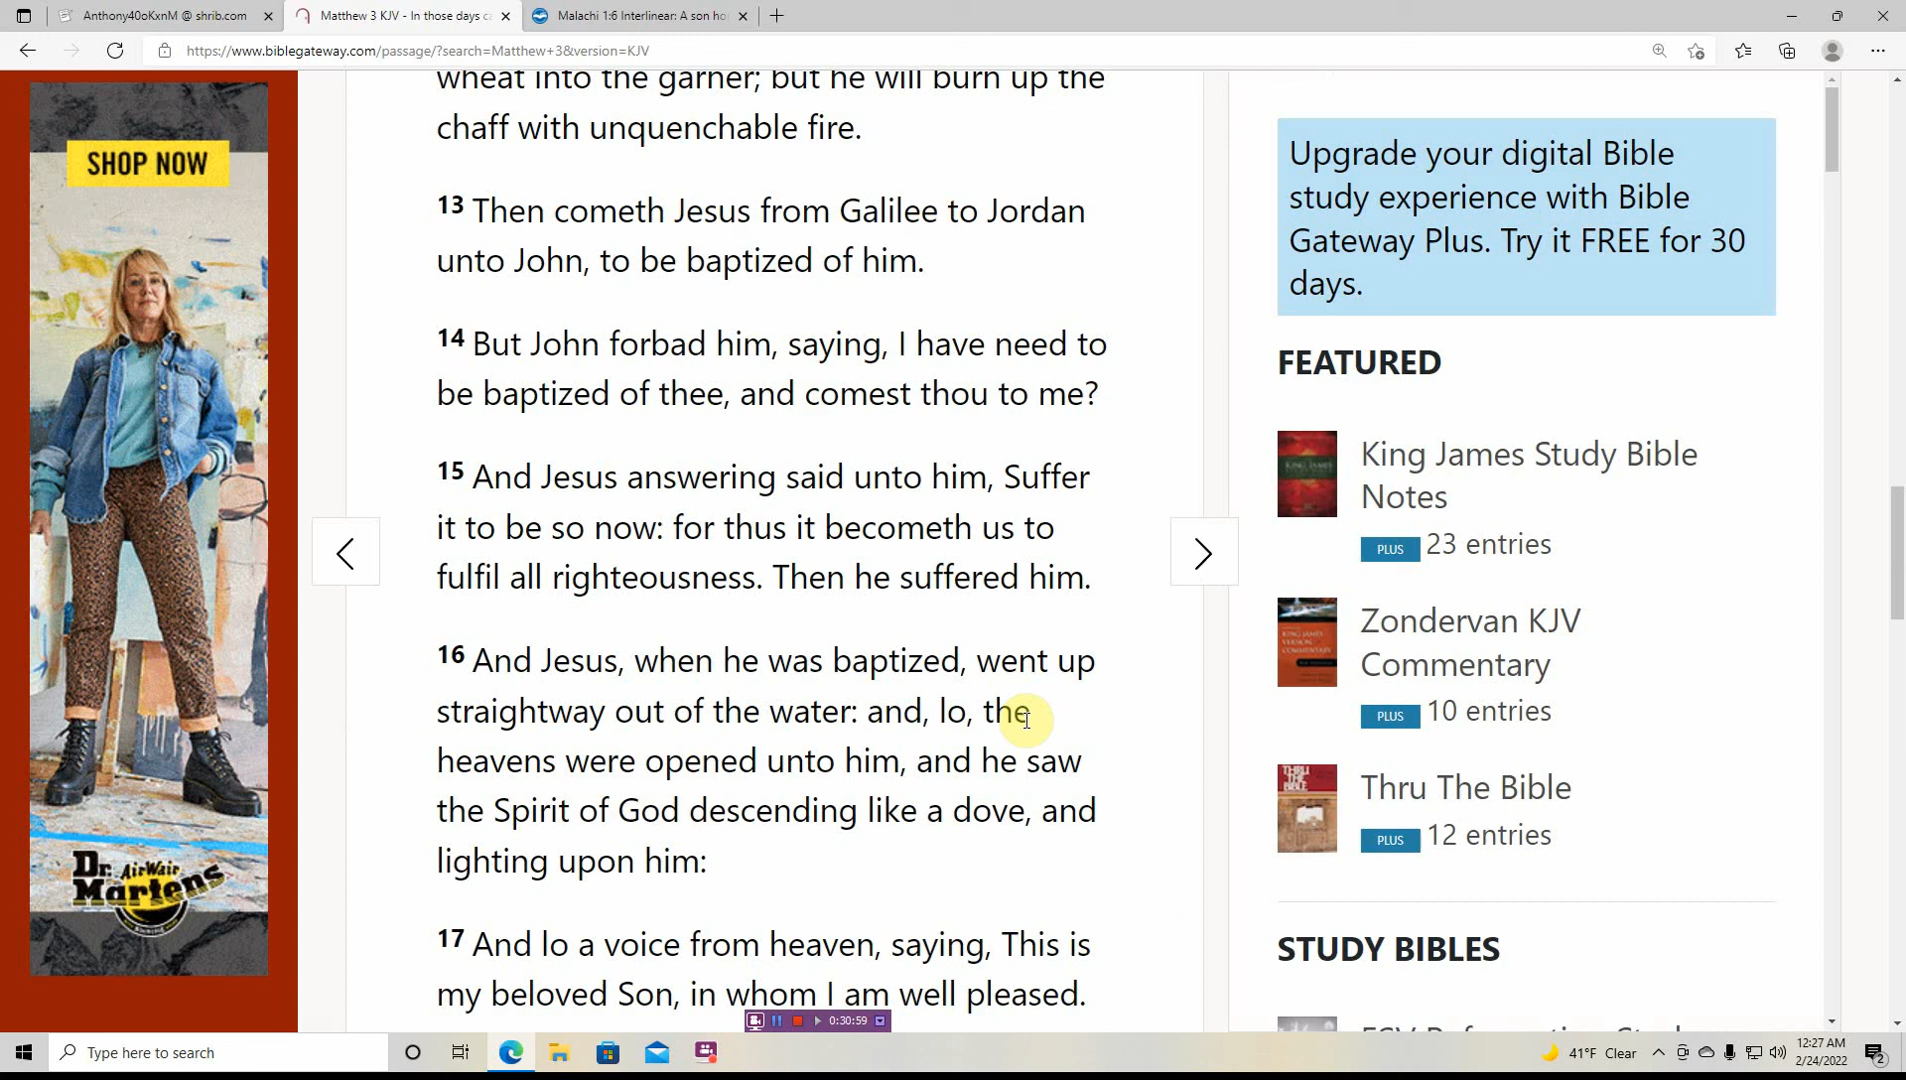 Anthony40oKxnM @ shrib.com
Matthew 3 KJV - In those days c
Malachi 1:6 Interlinear: A son ho
https://www.biblegateway.com/passage/?search=Matthew+3&version=KJV
SHOP NOW
Dr. AirWair
Martens
wheat into the garner; but he will burn up the
chaff with unquenchable fire.
13 Then cometh Jesus from Galilee to Jordan
unto John, to be baptized of him.
14 But John forbad him, saying, I have need to
be baptized of thee, and comest thou to me?
15 And Jesus answering said unto him, Suffer
it to be so now: for thus it becometh us to
fulfil all righteousness. Then he suffered him.
16 And Jesus, when he was baptized, went up
straightway out of the water: and, lo, the
heavens were opened unto him, and he saw
the Spirit of God descending like a dove, and
lighting upon him:
17 And lo a voice from heaven, saying, This is
my beloved Son, in whom I am well pleased.
Upgrade your digital Bible
study experience with Bible
Gateway Plus. Try it FREE for 30
days.
FEATURED
King James Study Bible
Notes
PLUS 23 entries
Zondervan KJV
Commentary
PLUS 10 entries
Thru The Bible
PLUS 12 entries
STUDY BIBLES
0:30:59
Type here to search
41°F Clear
12:27 AM
2/24/2022
2